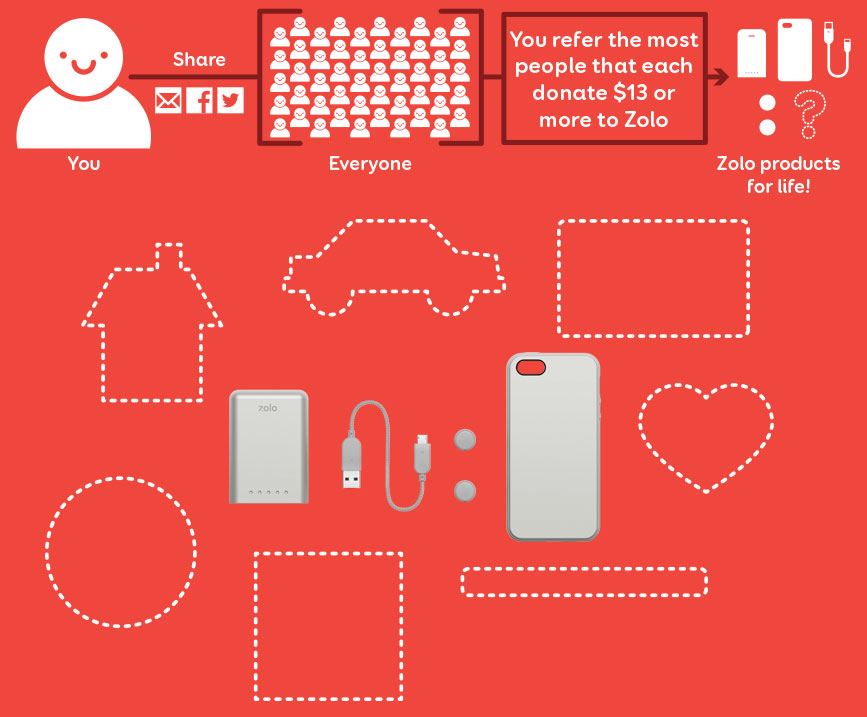 Share
You refer the most
people that each
donate $13 or
more to Zolo
You
Everyone
Zolo products
for life!
zolo